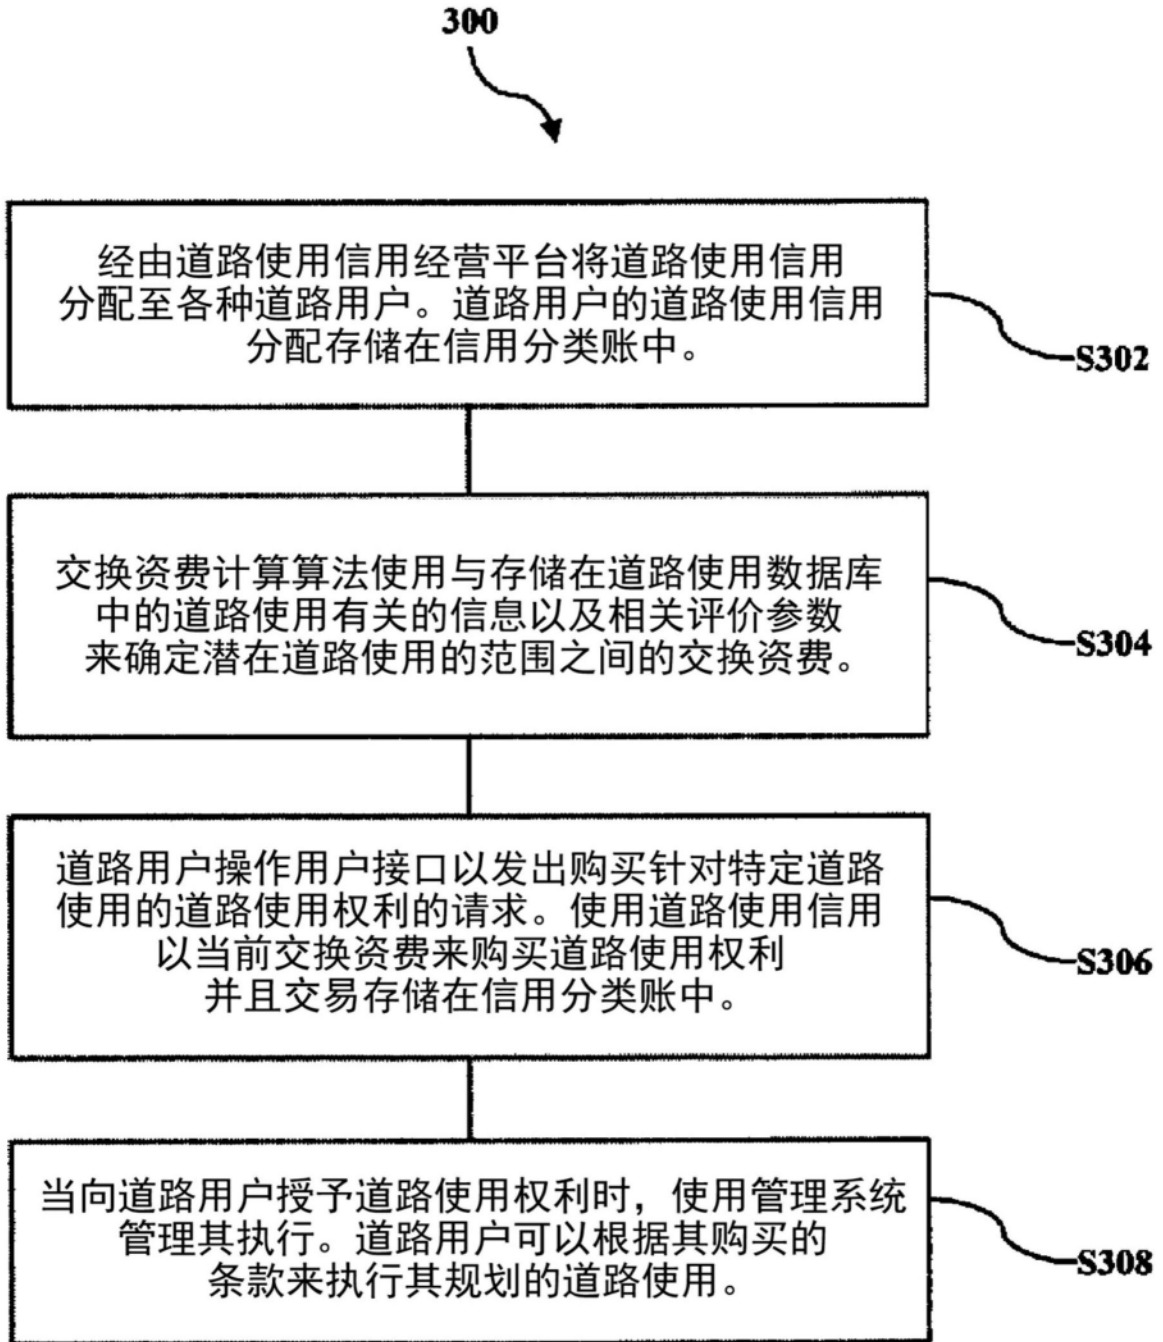 300
经由道路使用信用经营平台将道路使用信用
分配至各种道路用户。道路用户的道路使用信用
分配存储在信用分类账中。
S302
交换资费计算算法使用与存储在道路使用数据库
中的道路使用有关的信息以及相关评价参数
来确定潜在道路使用的范围之间的交换资费。
S304
道路用户操作用户接口以发出购买针对特定道路
使用的道路使用权利的请求。使用道路使用信用
以当前交换资费来购买道路使用权利
并且交易存储在信用分类账中。
S306
当向道路用户授予道路使用权利时，使用管理系统
管理其执行。道路用户可以根据其购买的
条款来执行其规划的道路使用。
S308